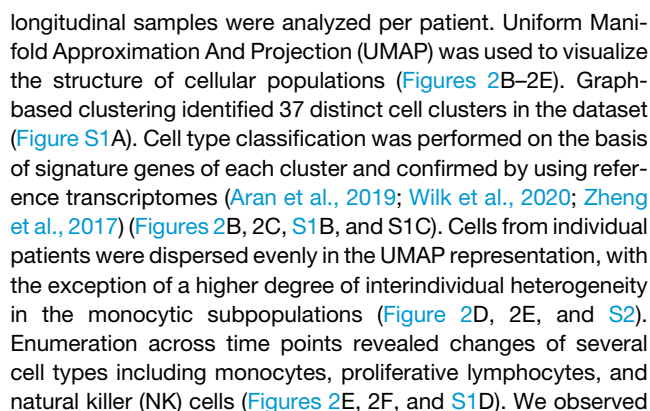 longitudinal samples were analyzed per patient. Uniform Mani-
fold Approximation And Projection (UMAP) was used to visualize
the structure of cellular populations (Figures 2B–2E). Graph-
based clustering identified 37 distinct cell clusters in the dataset
(Figure S1A). Cell type classification was performed on the basis
of signature genes of each cluster and confirmed by using refer-
ence transcriptomes (Aran et al., 2019; Wilk et al., 2020; Zheng
et al., 2017) (Figures 2B, 2C, S1B, and S1C). Cells from individual
patients were dispersed evenly in the UMAP representation, with
the exception of a higher degree of interindividual heterogeneity
in the monocytic subpopulations (Figure 2D, 2E, and S2).
Enumeration across time points revealed changes of several
cell types including monocytes, proliferative lymphocytes, and
natural killer (NK) cells (Figures 2E, 2F, and S1D). We observed